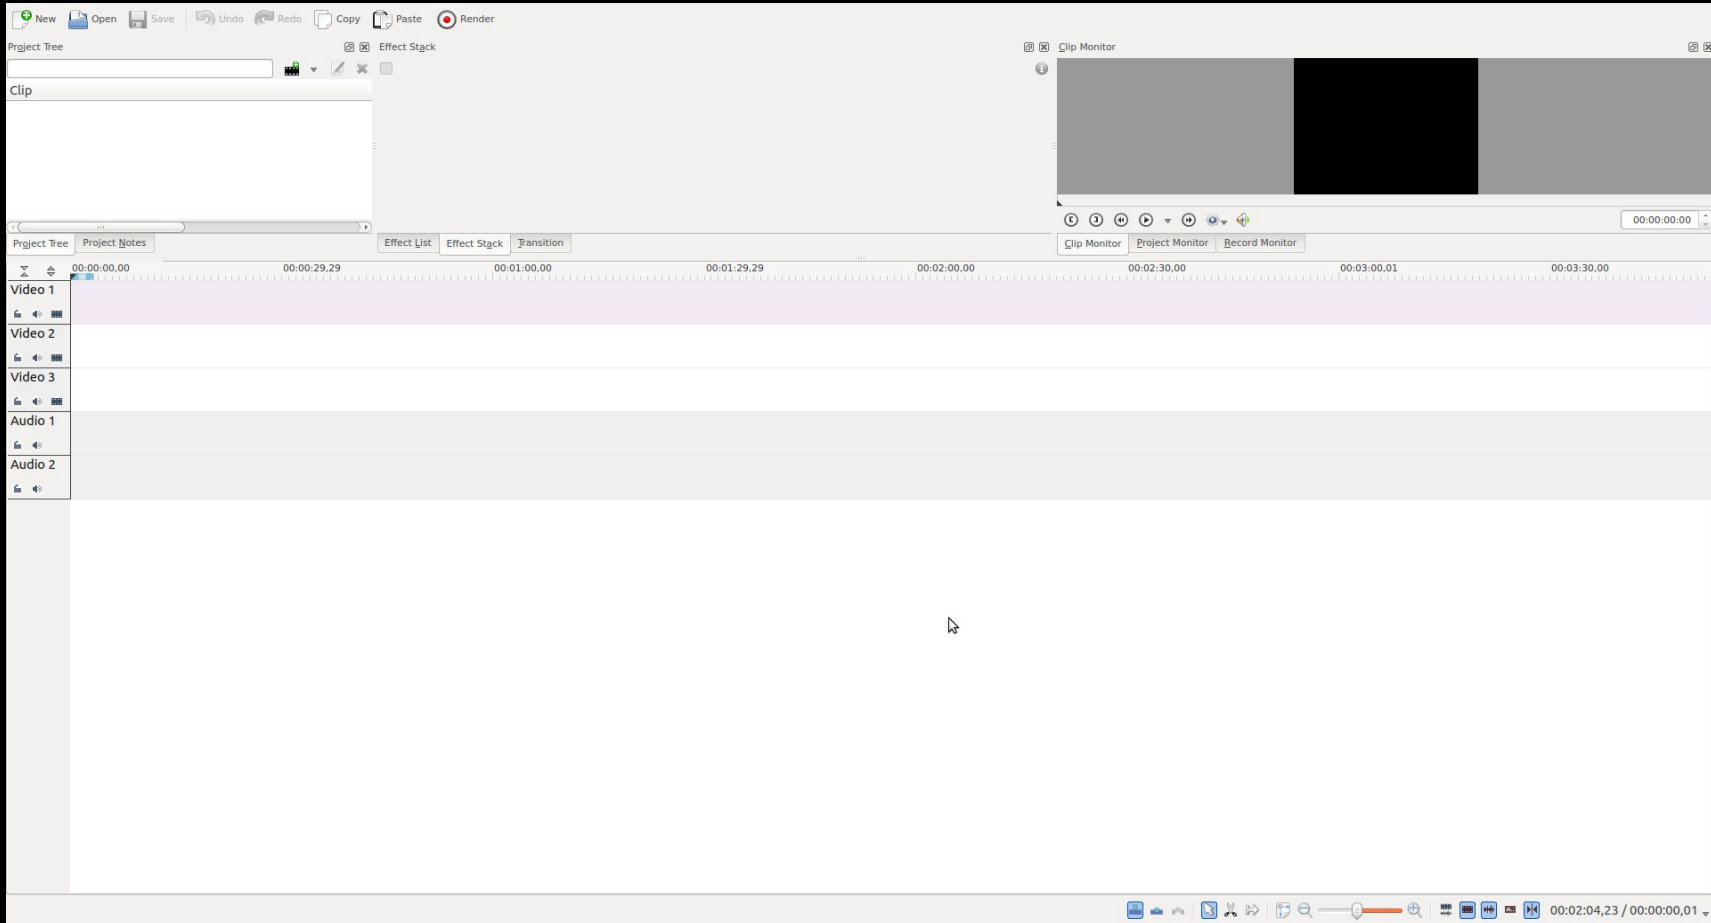 New Open Save Undo Redo Copy Paste Render
Project Tree Effect Stack Clip Monitor
Clip
00:00:00:00
Project Tree Project Notes Effect List Effect Stack Transition Clip Monitor Project Monitor Record Monitor
00:00:00,00 00:00:29,29 00:01:00,00 00:01:29,29 00:02:00,00 00:02:30,00 00:03:00,01 00:03:30,00
Video 1
Video 2
Video 3
Audio 1
Audio 2
00:02:04,23 / 00:00:00,01